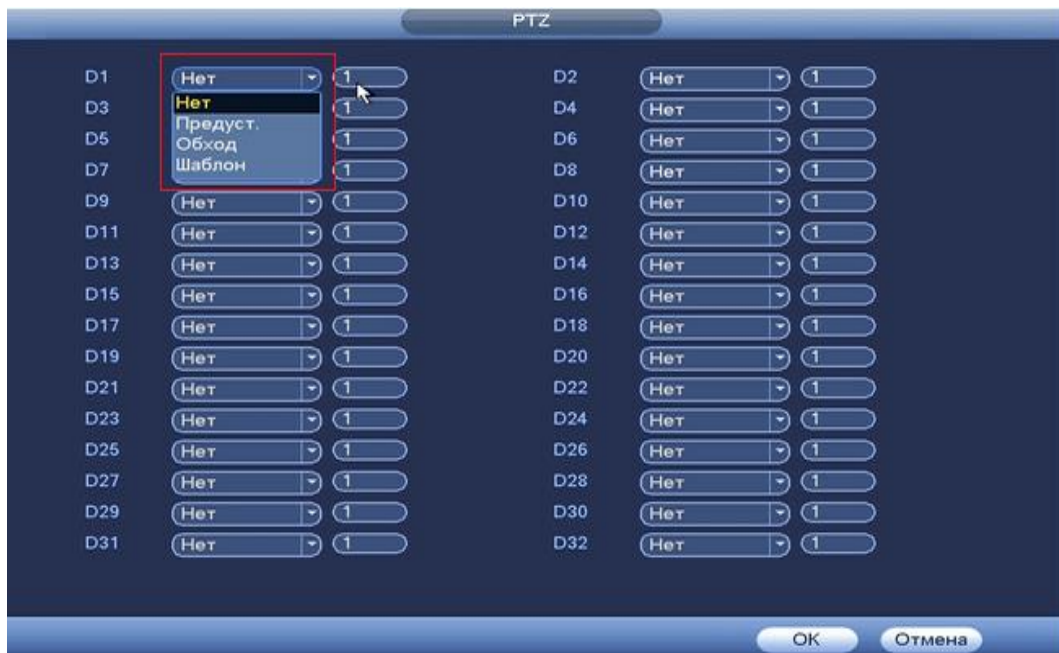 PTZ
D1 Нет 1 D2 Нет 1
Нет
Предуст.
Обход
Шаблон
D3 1 D4 Нет 1
D5 1 D6 Нет 1
D7 1 D8 Нет 1
D9 Нет 1 D10 Нет 1
D11 Нет 1 D12 Нет 1
D13 Нет 1 D14 Нет 1
D15 Нет 1 D16 Нет 1
D17 Нет 1 D18 Нет 1
D19 Нет 1 D20 Нет 1
D21 Нет 1 D22 Нет 1
D23 Нет 1 D24 Нет 1
D25 Нет 1 D26 Нет 1
D27 Нет 1 D28 Нет 1
D29 Нет 1 D30 Нет 1
D31 Нет 1 D32 Нет 1
OK Отмена